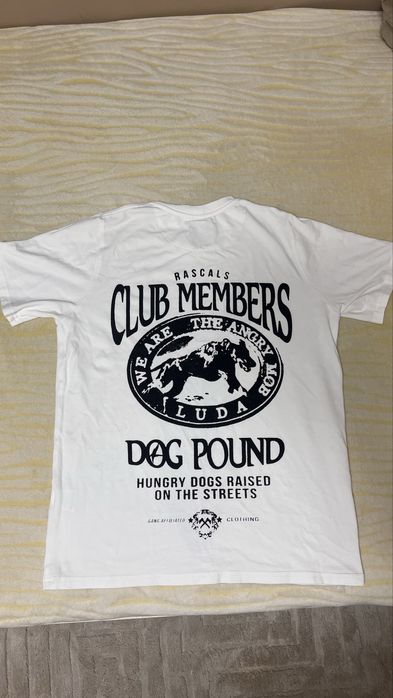 RASCALS
CLUB MEMBERS
WE ARE THE ANGRY MOB
LUDA
DOG POUND
HUNGRY DOGS RAISED
ON THE STREETS
GANG AFFILIATED CLOTHING